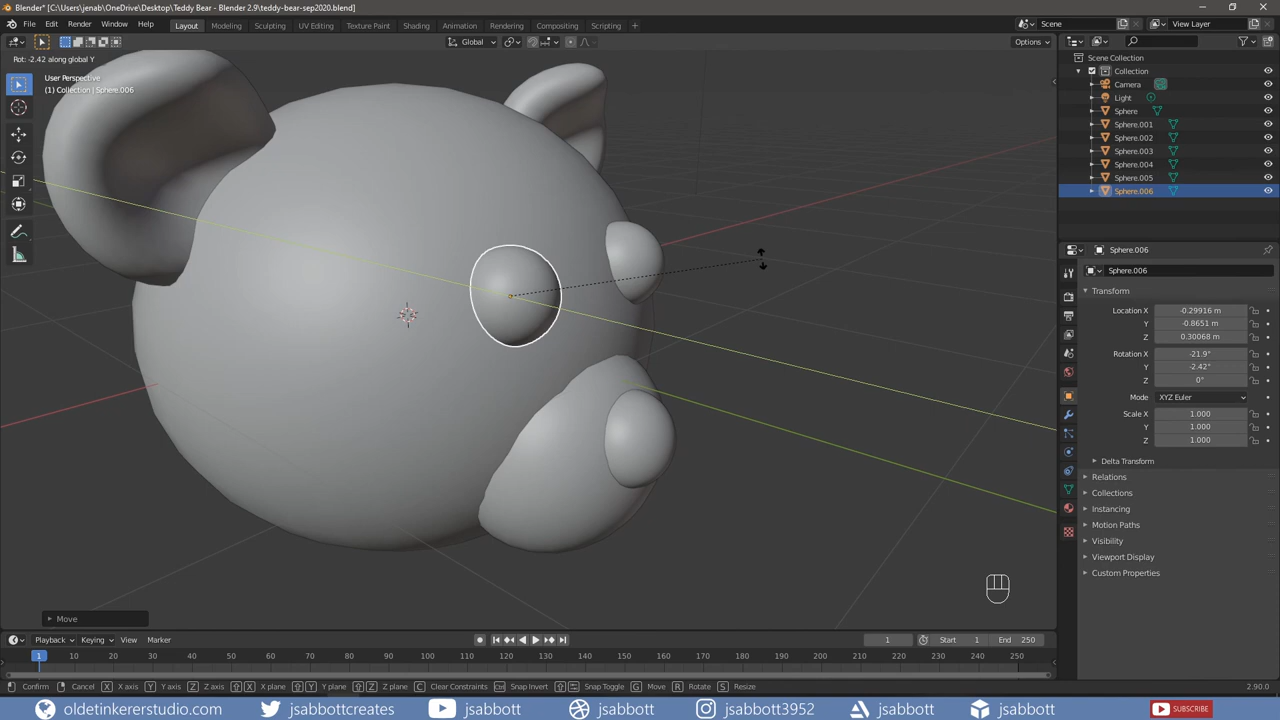 Blender* [C:\Users\jenab\OneDrive\Desktop\Teddy Bear - Blender 2.9\teddy-bear-sep2020.blend]
File Edit Render Window Help Layout Modeling Sculpting UV Editing Texture Paint Shading Animation Rendering Compositing Scripting + Scene View Layer
Global Options
Rot: -2.42 along global Y
User Perspective
(1) Collection | Sphere.006
Scene Collection
Collection
Camera
Light
Sphere
Sphere.001
Sphere.002
Sphere.003
Sphere.004
Sphere.005
Sphere.006
Sphere.006
Sphere.006
Transform
Location X -0.29916 m
Y -0.8651 m
Z 0.30068 m
Rotation X -21.9°
Y -2.42°
Z 0°
Mode XYZ Euler
Scale X 1.000
Y 1.000
Z 1.000
Delta Transform
Relations
Collections
Instancing
Motion Paths
Visibility
Viewport Display
Custom Properties
Move
Playback Keying View Marker 1 Start 1 End 250
1 10 20 30 40 50 60 70 80 90 100 110 120 130 140 150 160 170 180 190 200 210 220 230 240 250
Confirm Cancel X X axis Y Y axis Z Z axis X X plane Y Y plane Z Z plane C Clear Constraints Ctrl Snap Invert Snap Toggle G Move R Rotate S Resize 2.90.0
oldetinkererstudio.com jsabbottcreates jsabbott jsabbott jsabbott3952 jsabbott jsabbott SUBSCRIBE